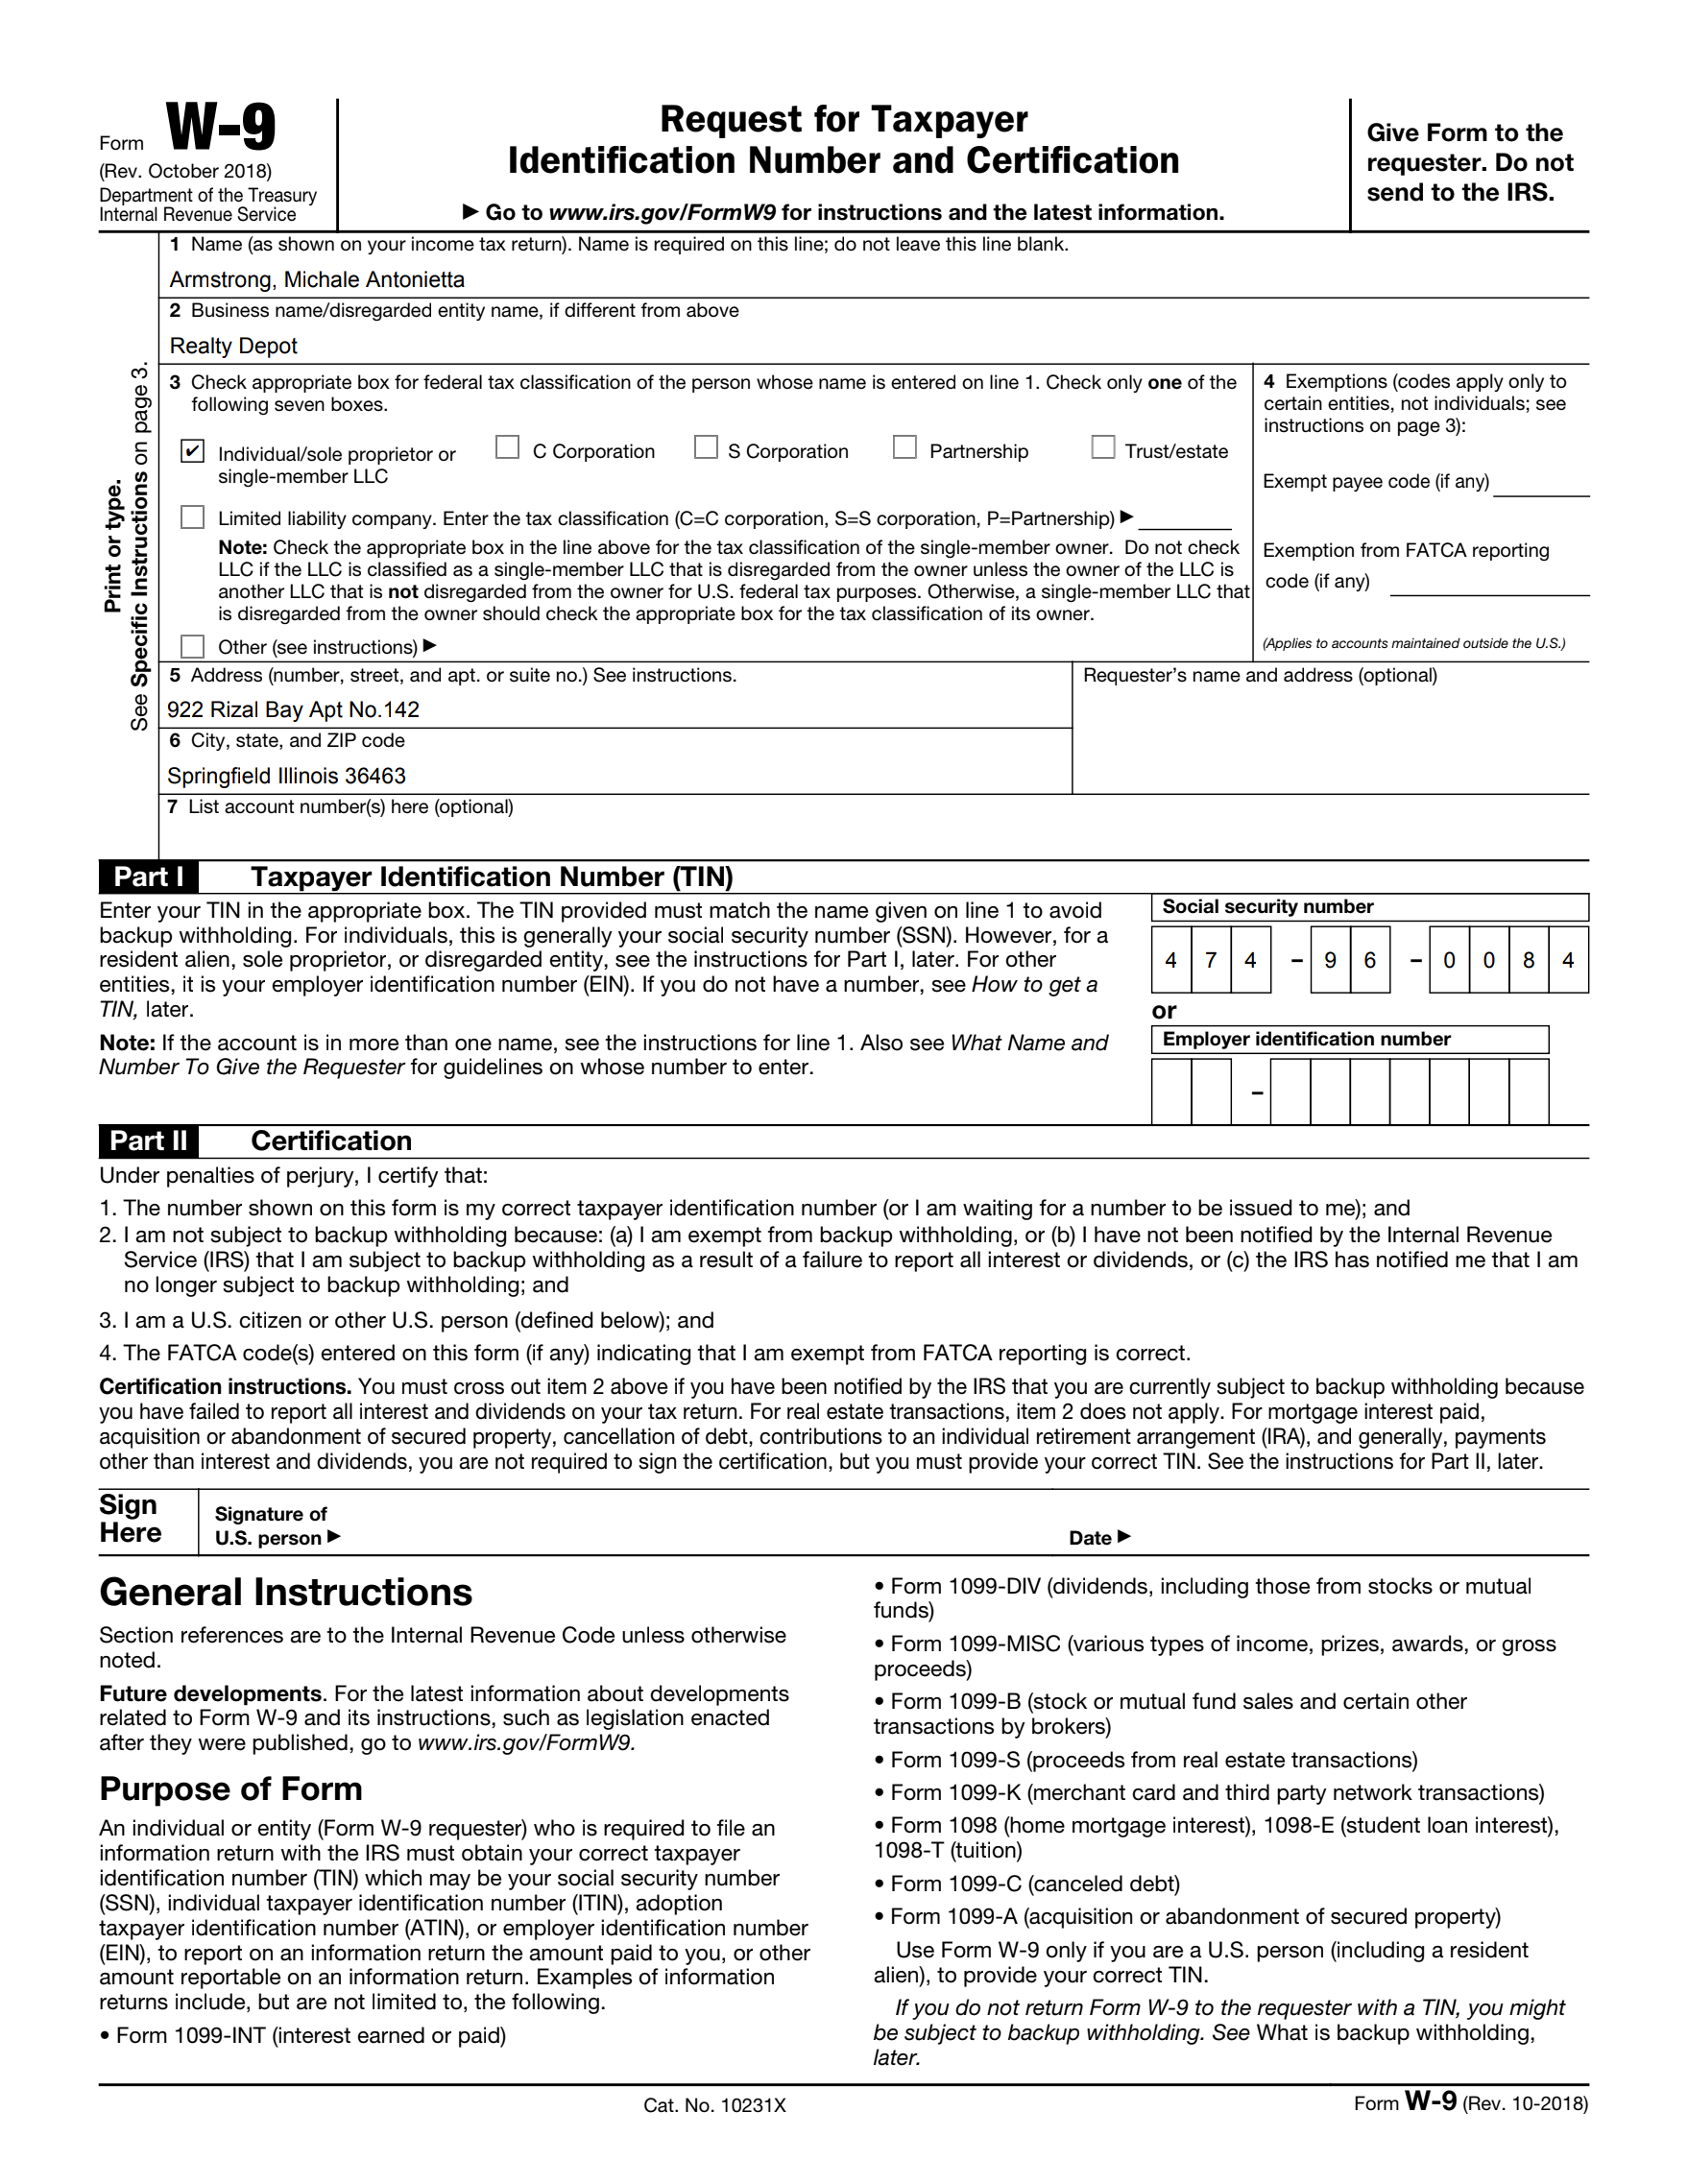 Form W-9
(Rev. October 2018)
Department of the Treasury
Internal Revenue Service
Request for Taxpayer
Identification Number and Certification
▶ Go to www.irs.gov/FormW9 for instructions and the latest information.
Give Form to the
requester. Do not
send to the IRS.
Print or type.
See Specific Instructions on page 3.
1 Name (as shown on your income tax return). Name is required on this line; do not leave this line blank.
Armstrong, Michale Antonietta
2 Business name/disregarded entity name, if different from above
Realty Depot
3 Check appropriate box for federal tax classification of the person whose name is entered on line 1. Check only one of the
following seven boxes.
✔ Individual/sole proprietor or
single-member LLC
C Corporation
S Corporation
Partnership
Trust/estate
Limited liability company. Enter the tax classification (C=C corporation, S=S corporation, P=Partnership) ▶
Note: Check the appropriate box in the line above for the tax classification of the single-member owner. Do not check
LLC if the LLC is classified as a single-member LLC that is disregarded from the owner unless the owner of the LLC is
another LLC that is not disregarded from the owner for U.S. federal tax purposes. Otherwise, a single-member LLC that
is disregarded from the owner should check the appropriate box for the tax classification of its owner.
Other (see instructions) ▶
4 Exemptions (codes apply only to
certain entities, not individuals; see
instructions on page 3):
Exempt payee code (if any)
Exemption from FATCA reporting
code (if any)
(Applies to accounts maintained outside the U.S.)
5 Address (number, street, and apt. or suite no.) See instructions.
922 Rizal Bay Apt No.142
Requester's name and address (optional)
6 City, state, and ZIP code
Springfield Illinois 36463
7 List account number(s) here (optional)
Part I Taxpayer Identification Number (TIN)
Enter your TIN in the appropriate box. The TIN provided must match the name given on line 1 to avoid
backup withholding. For individuals, this is generally your social security number (SSN). However, for a
resident alien, sole proprietor, or disregarded entity, see the instructions for Part I, later. For other
entities, it is your employer identification number (EIN). If you do not have a number, see How to get a
TIN, later.
Note: If the account is in more than one name, see the instructions for line 1. Also see What Name and
Number To Give the Requester for guidelines on whose number to enter.
Social security number
4 7 4 – 9 6 – 0 0 8 4
or
Employer identification number
–
Part II Certification
Under penalties of perjury, I certify that:
1. The number shown on this form is my correct taxpayer identification number (or I am waiting for a number to be issued to me); and
2. I am not subject to backup withholding because: (a) I am exempt from backup withholding, or (b) I have not been notified by the Internal Revenue
Service (IRS) that I am subject to backup withholding as a result of a failure to report all interest or dividends, or (c) the IRS has notified me that I am
no longer subject to backup withholding; and
3. I am a U.S. citizen or other U.S. person (defined below); and
4. The FATCA code(s) entered on this form (if any) indicating that I am exempt from FATCA reporting is correct.
Certification instructions. You must cross out item 2 above if you have been notified by the IRS that you are currently subject to backup withholding because
you have failed to report all interest and dividends on your tax return. For real estate transactions, item 2 does not apply. For mortgage interest paid,
acquisition or abandonment of secured property, cancellation of debt, contributions to an individual retirement arrangement (IRA), and generally, payments
other than interest and dividends, you are not required to sign the certification, but you must provide your correct TIN. See the instructions for Part II, later.
Sign
Here
Signature of
U.S. person ▶
Date ▶
General Instructions
Section references are to the Internal Revenue Code unless otherwise
noted.
Future developments. For the latest information about developments
related to Form W-9 and its instructions, such as legislation enacted
after they were published, go to www.irs.gov/FormW9.
Purpose of Form
An individual or entity (Form W-9 requester) who is required to file an
information return with the IRS must obtain your correct taxpayer
identification number (TIN) which may be your social security number
(SSN), individual taxpayer identification number (ITIN), adoption
taxpayer identification number (ATIN), or employer identification number
(EIN), to report on an information return the amount paid to you, or other
amount reportable on an information return. Examples of information
returns include, but are not limited to, the following.
• Form 1099-INT (interest earned or paid)
• Form 1099-DIV (dividends, including those from stocks or mutual
funds)
• Form 1099-MISC (various types of income, prizes, awards, or gross
proceeds)
• Form 1099-B (stock or mutual fund sales and certain other
transactions by brokers)
• Form 1099-S (proceeds from real estate transactions)
• Form 1099-K (merchant card and third party network transactions)
• Form 1098 (home mortgage interest), 1098-E (student loan interest),
1098-T (tuition)
• Form 1099-C (canceled debt)
• Form 1099-A (acquisition or abandonment of secured property)
Use Form W-9 only if you are a U.S. person (including a resident
alien), to provide your correct TIN.
If you do not return Form W-9 to the requester with a TIN, you might
be subject to backup withholding. See What is backup withholding,
later.
Cat. No. 10231X
Form W-9 (Rev. 10-2018)